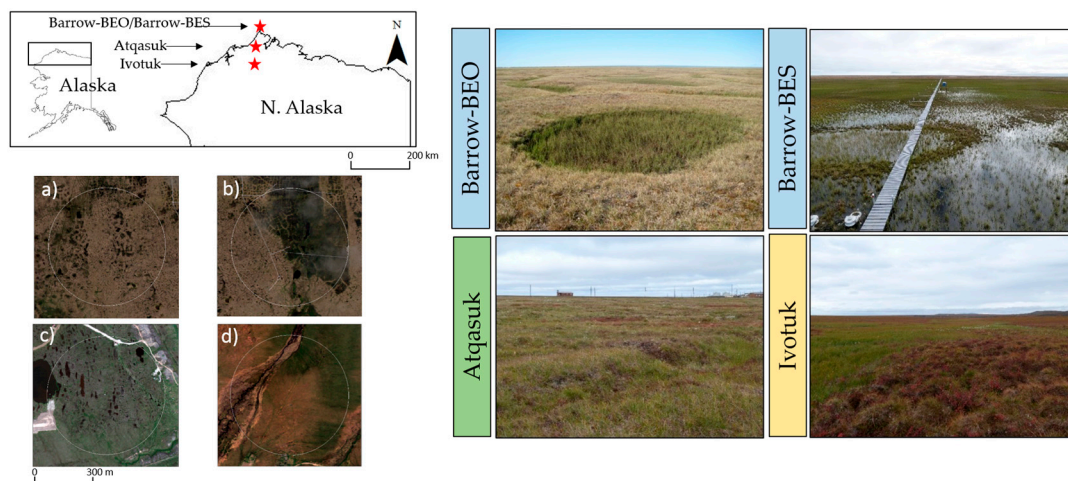 Barrow-BEO/Barrow-BES
N
Atqasuk
Ivotuk
Alaska
N. Alaska
0
200 km
a)
b)
c)
d)
0
300 m
Barrow-BEO
Barrow-BES
Atqasuk
Ivotuk